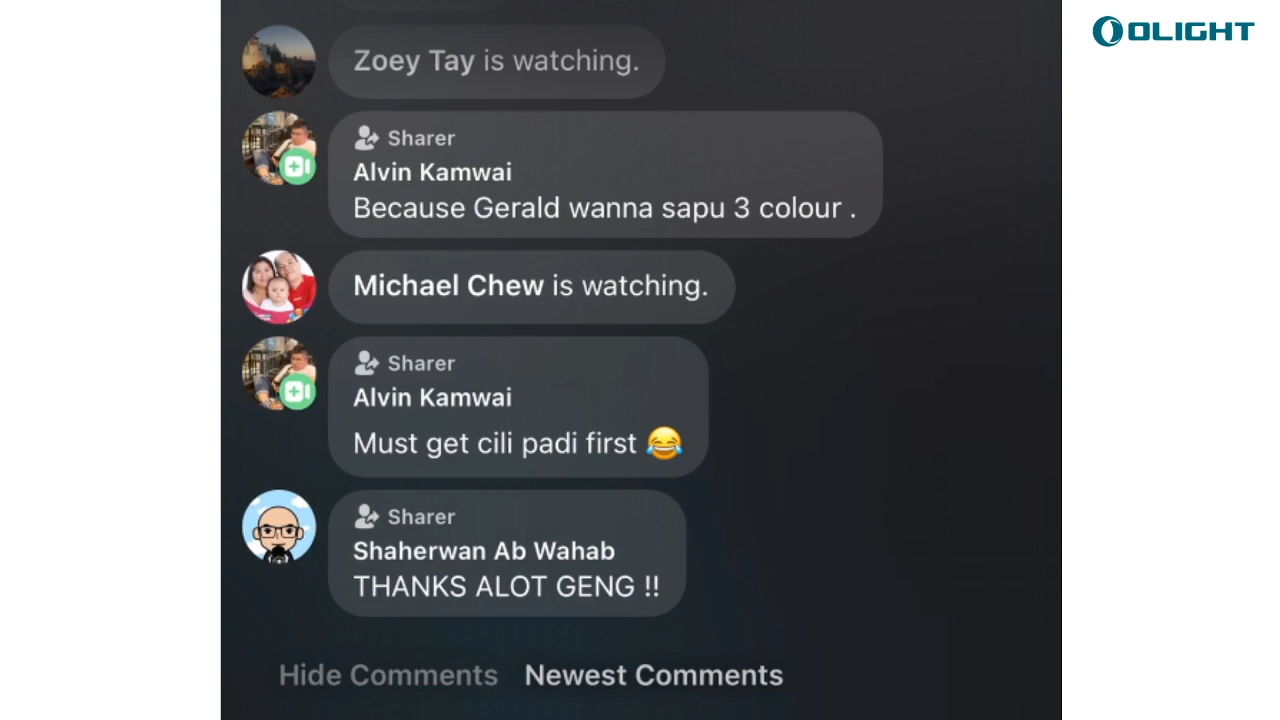 OLIGHT
Zoey Tay is watching.
Sharer
Alvin Kamwai
Because Gerald wanna sapu 3 colour .
Michael Chew is watching.
Sharer
Alvin Kamwai
Must get cili padi first 😂
Sharer
Shaherwan Ab Wahab
THANKS ALOT GENG !!
Hide Comments Newest Comments